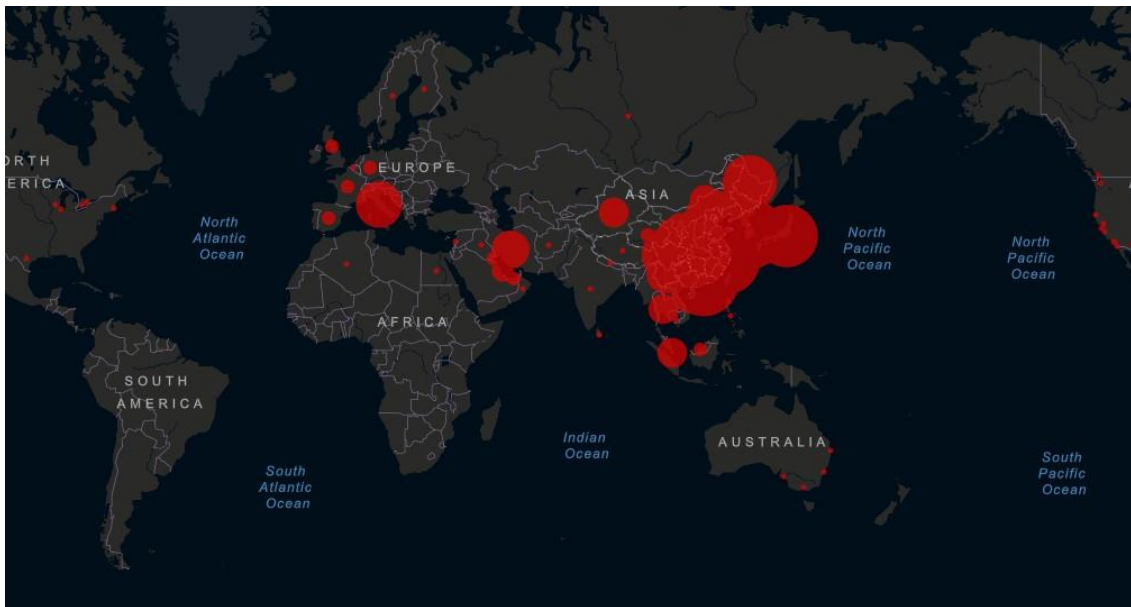 ORTH
ERICA
EUROPE
ASIA
North
Atlantic
Ocean
North
Pacific
Ocean
North
Pacific
Ocean
AFRICA
SOUTH
AMERICA
Indian
Ocean
AUSTRALIA
South
Atlantic
Ocean
South
Pacific
Ocean
A